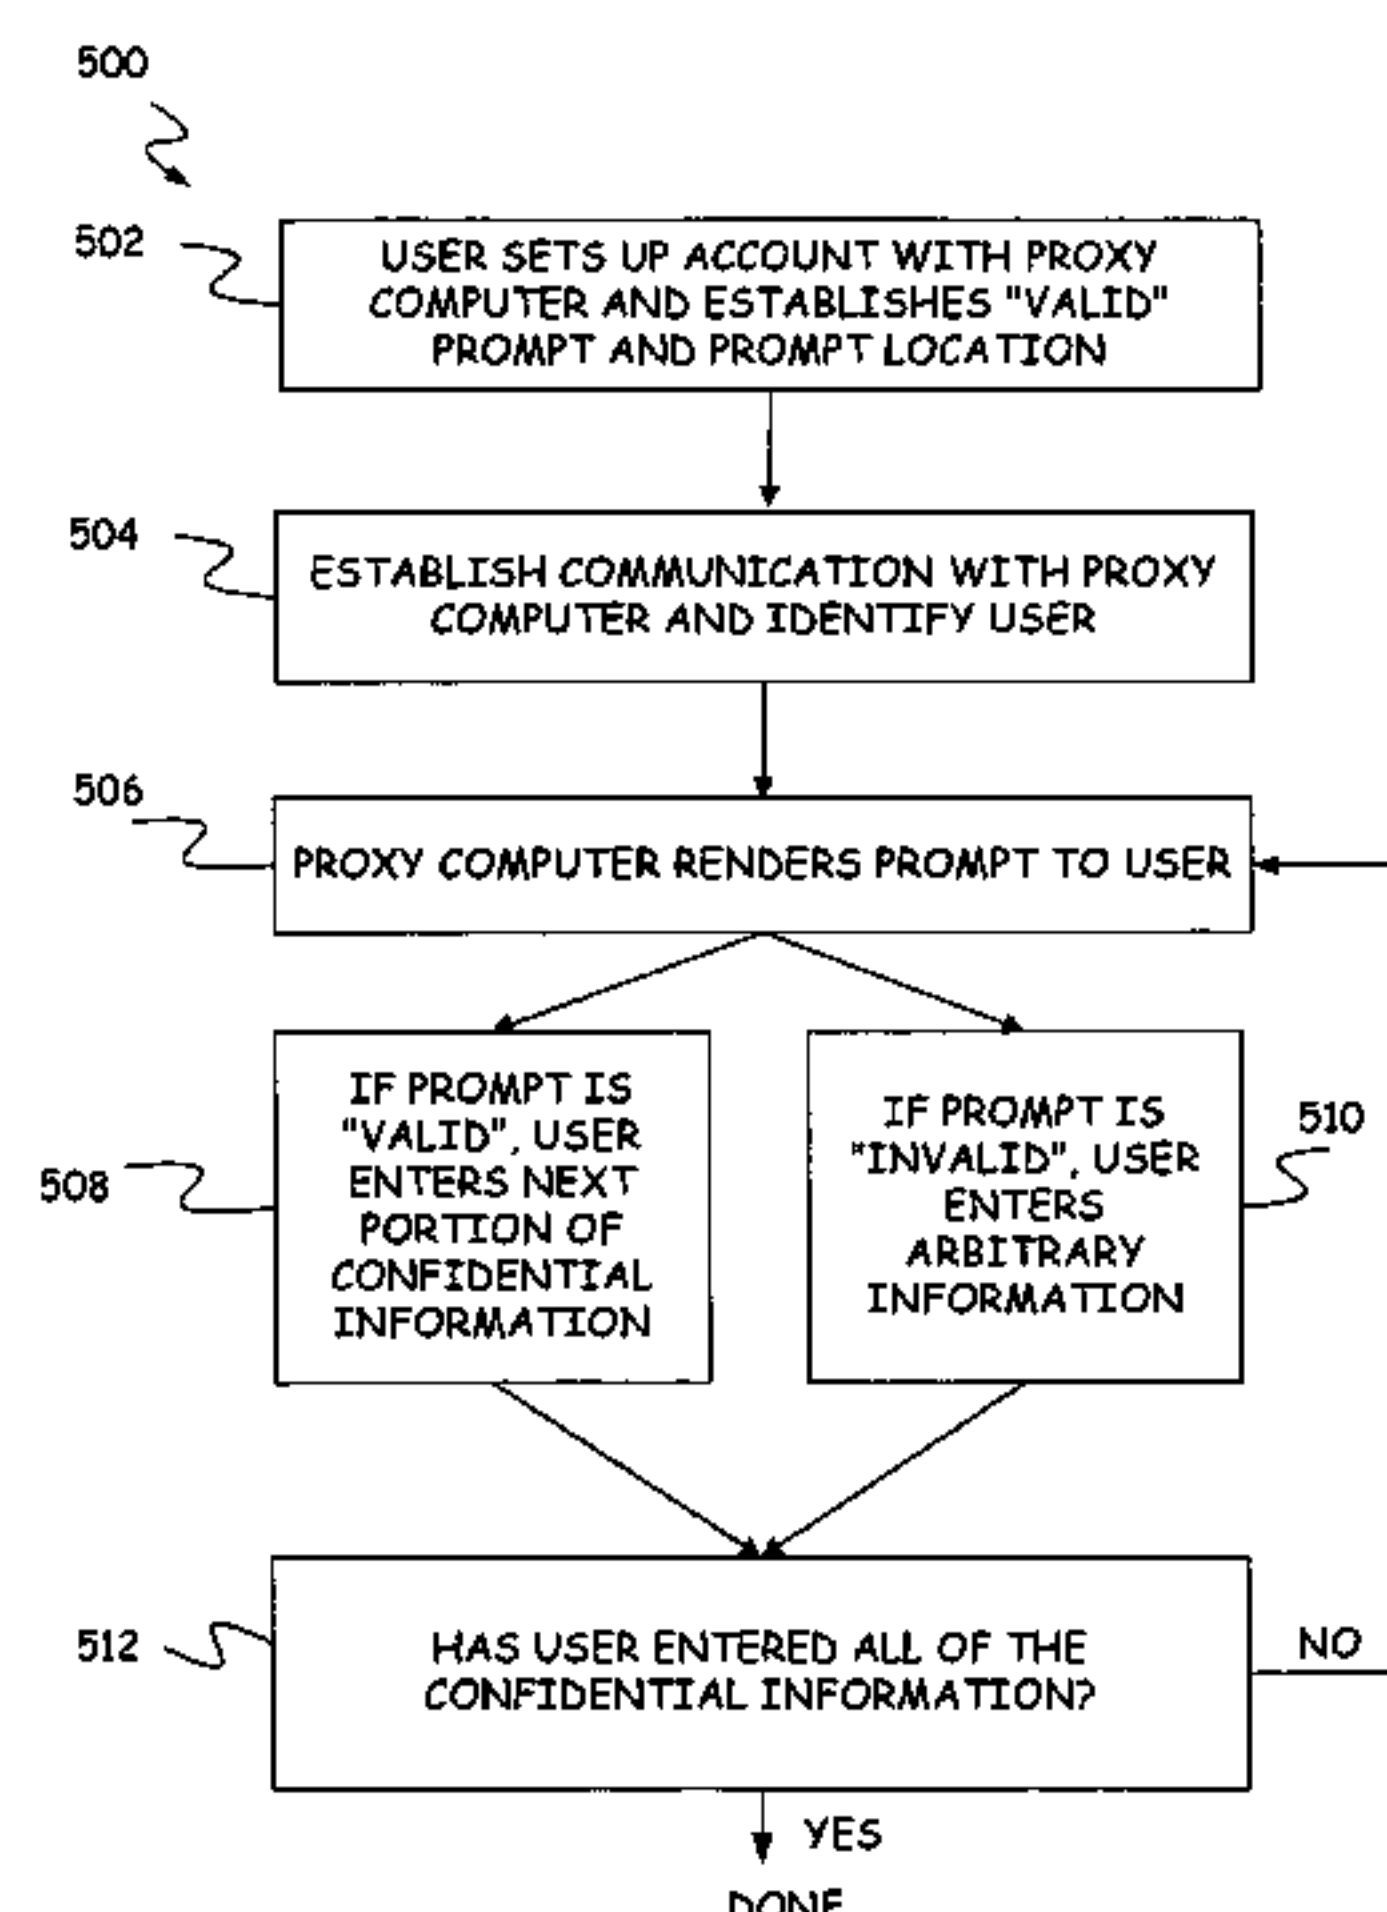 500
502
USER SETS UP ACCOUNT WITH PROXY
COMPUTER AND ESTABLISHES "VALID"
PROMPT AND PROMPT LOCATION
504
ESTABLISH COMMUNICATION WITH PROXY
COMPUTER AND IDENTIFY USER
506
PROXY COMPUTER RENDERS PROMPT TO USER
508
IF PROMPT IS
"VALID", USER
ENTERS NEXT
PORTION OF
CONFIDENTIAL
INFORMATION
510
IF PROMPT IS
"INVALID", USER
ENTERS
ARBITRARY
INFORMATION
512
HAS USER ENTERED ALL OF THE
CONFIDENTIAL INFORMATION?
NO
YES
DONE